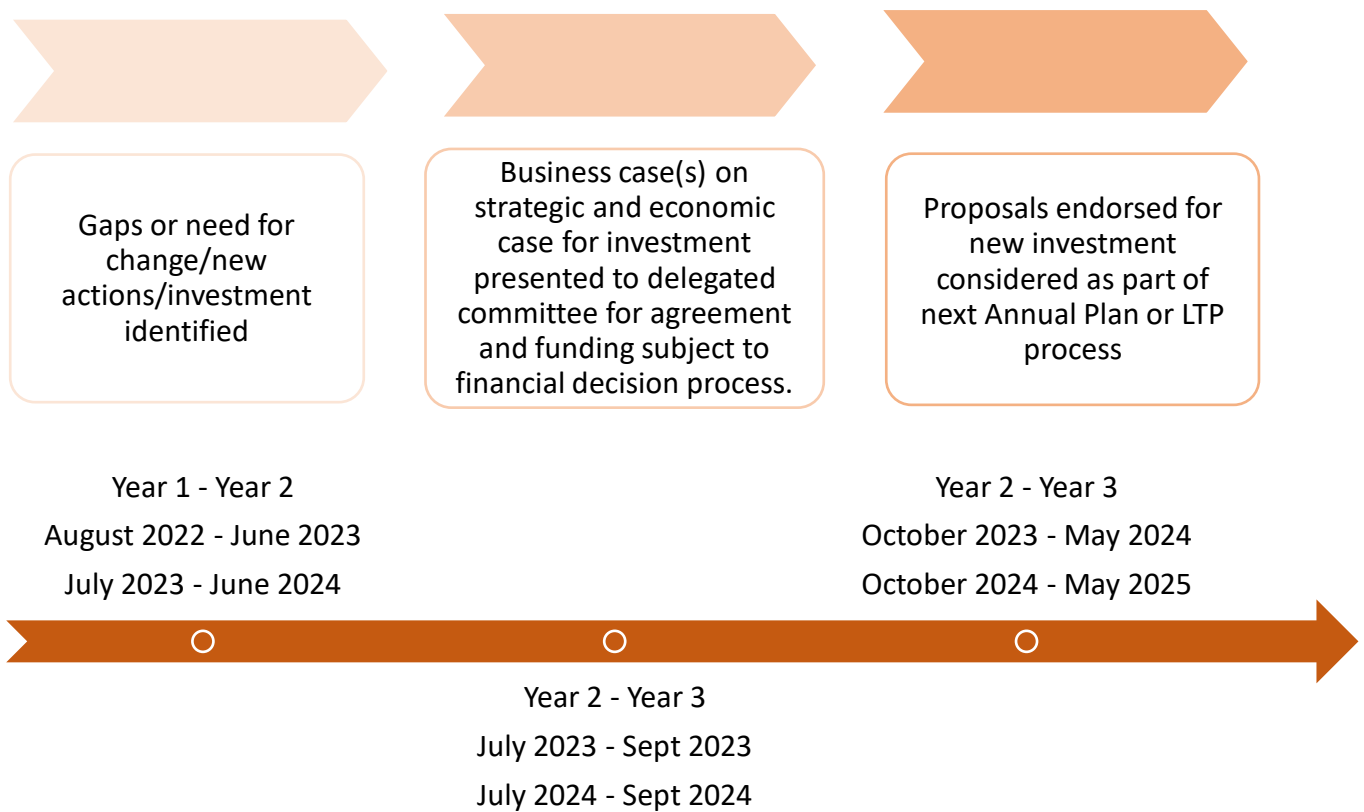 Gaps or need for
change/new
actions/investment
identified
Business case(s) on
strategic and economic
case for investment
presented to delegated
committee for agreement
and funding subject to
financial decision process.
Proposals endorsed for
new investment
considered as part of
next Annual Plan or LTP
process
Year 1 - Year 2
August 2022 - June 2023
July 2023 - June 2024
Year 2 - Year 3
July 2023 - Sept 2023
July 2024 - Sept 2024
Year 2 - Year 3
October 2023 - May 2024
October 2024 - May 2025